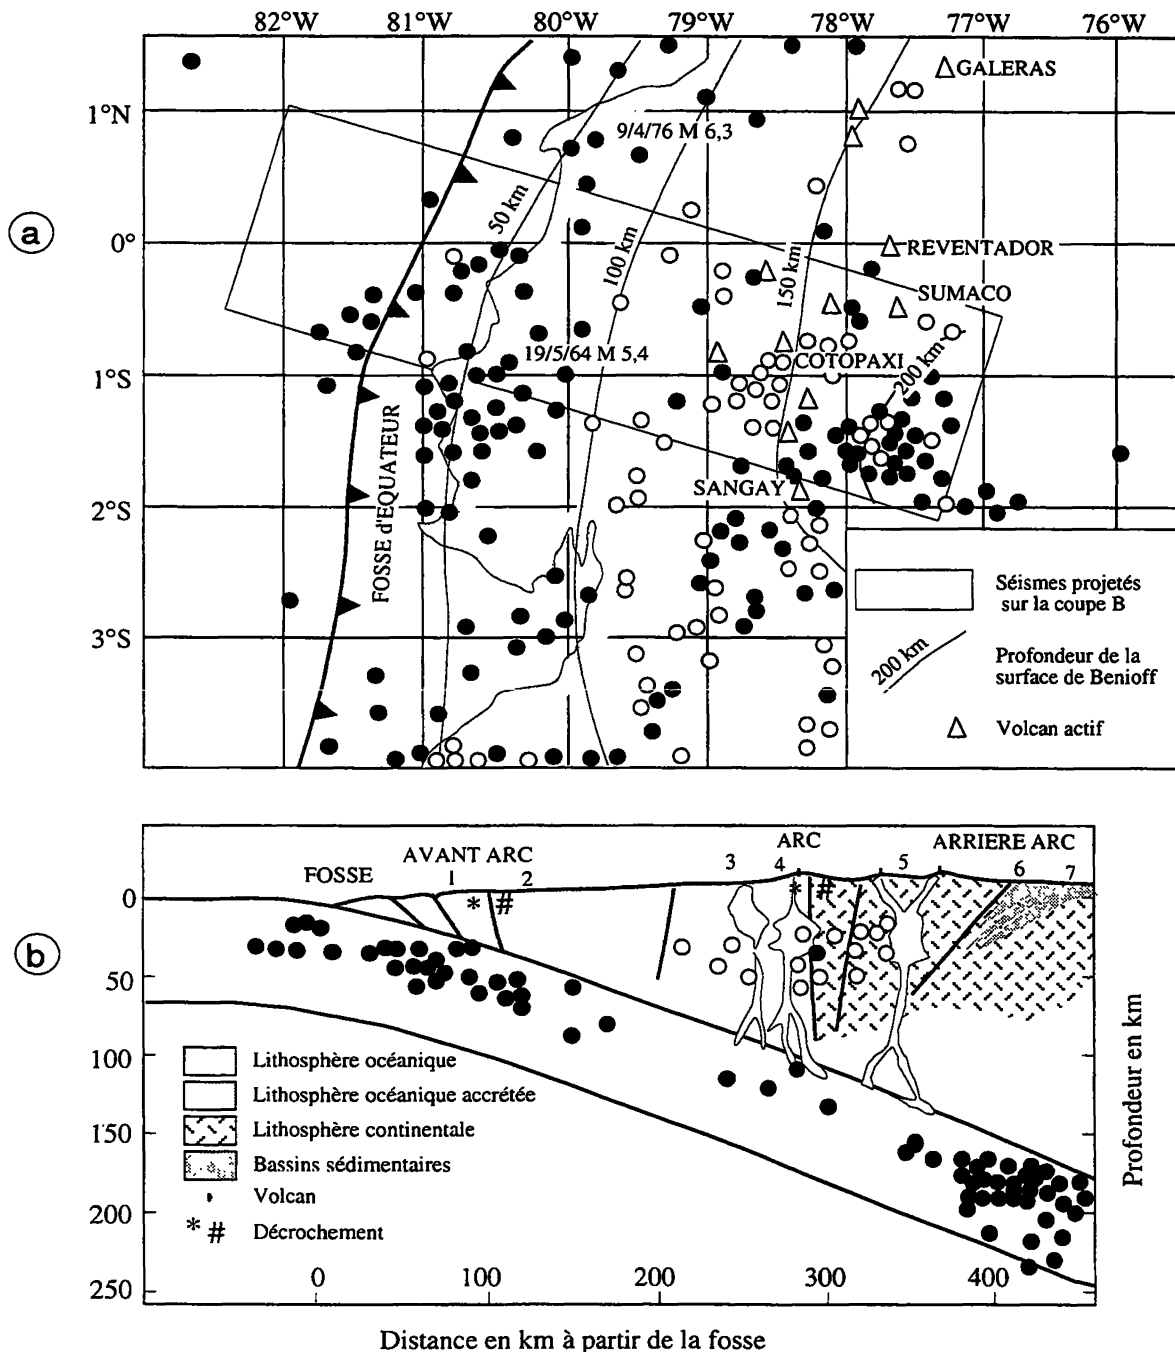 82°W 81°W 80°W 79°W 78°W 77°W 76°W
GALERAS
1°N
9/4/76 M 6,3
a
50 km
100 km
150 km
0°
REVENTADOR
SUMACO
19/5/64 M 5,4
COTOPAXI
200 km
1°S
FOSSE d'EQUATEUR
SANGAY
2°S
Séismes projetés
sur la coupe B
3°S
200 km
Profondeur de la
surface de Benioff
Volcan actif
AVANT ARC
ARC
ARRIERE ARC
FOSSE
1 2 3 4 5 6 7
* # * #
b
0
50
100
150
200
250
Lithosphère océanique
Lithosphère océanique accrétée
Lithosphère continentale
Bassins sédimentaires
Volcan
* # Décrochement
Profondeur en km
0 100 200 300 400
Distance en km à partir de la fosse